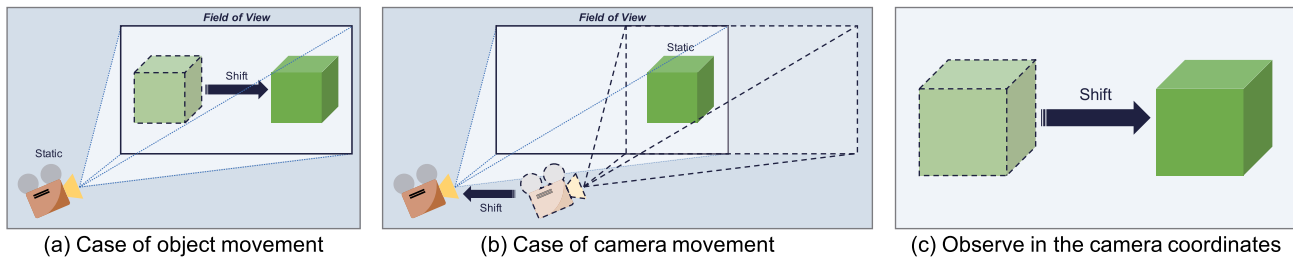 Field of View
Shift
Static
(a) Case of object movement
Field of View
Static
Shift
(b) Case of camera movement
Shift
(c) Observe in the camera coordinates